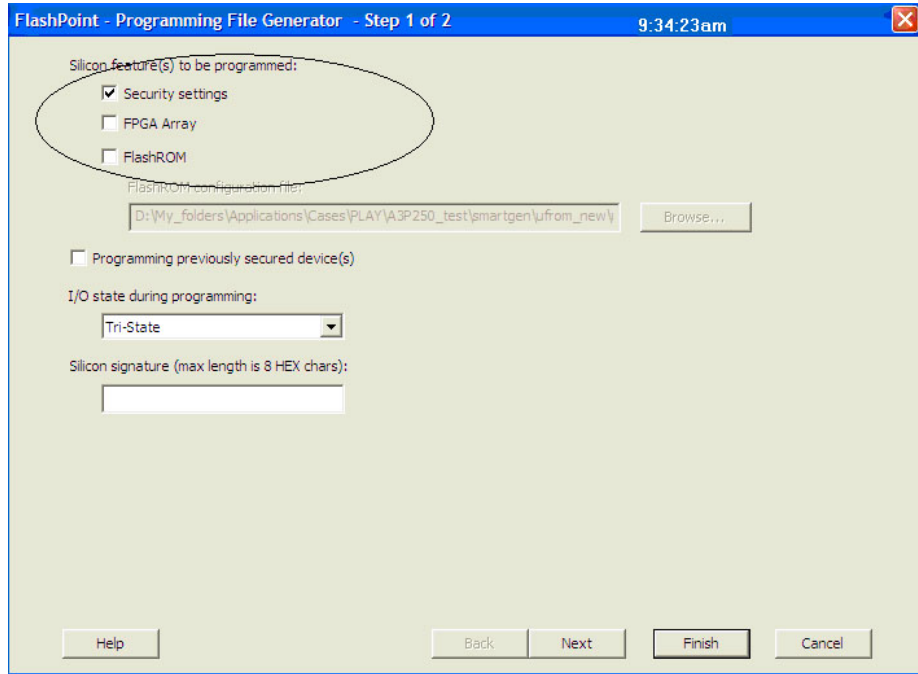 FlashPoint - Programming File Generator - Step 1 of 2 9:34:23am
Silicon feature(s) to be programmed:
Security settings
FPGA Array
FlashROM
FlashROM configuration file:
D:\My_folders\Applications\Cases\PLAY\A3P250_test\smartgen\ufrom_new\ Browse...
Programming previously secured device(s)
I/O state during programming:
Tri-State
Silicon signature (max length is 8 HEX chars):
Help Back Next Finish Cancel